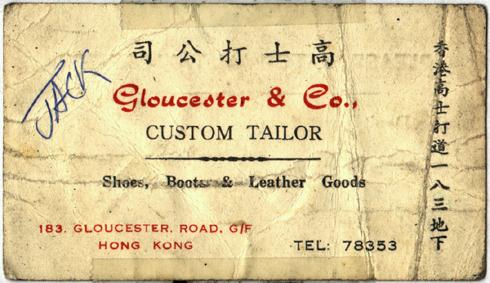 司公打士高
JACK
Gloucester & Co.,
CUSTOM TAILOR
Shoes, Boots & Leather Goods
183. GLOUCESTER. ROAD, G/F
HONG KONG
TEL: 78353
香港高士打道一八三地下